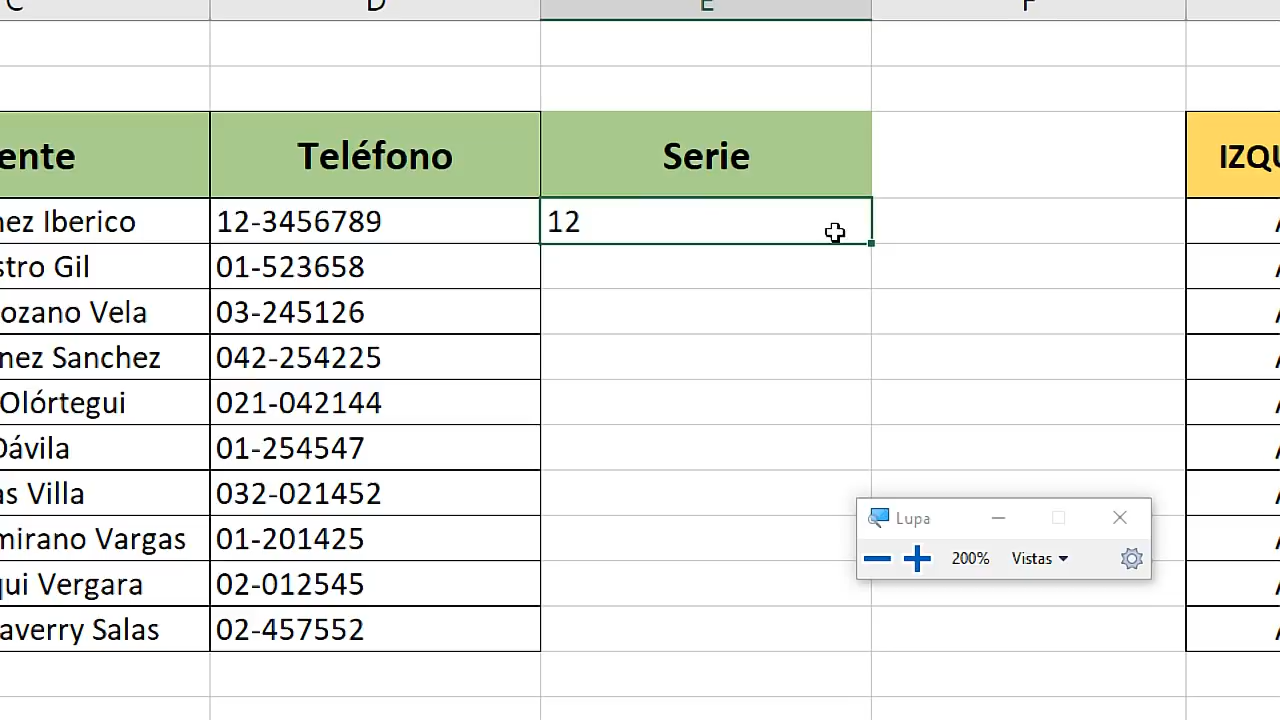 C D E F
ente Teléfono Serie IZQU
nez Iberico 12-3456789 12
stro Gil 01-523658
ozano Vela 03-245126
nez Sanchez 042-254225
Olórtegui 021-042144
Dávila 01-254547
as Villa 032-021452
mirano Vargas 01-201425
qui Vergara 02-012545
averry Salas 02-457552
Lupa
200% Vistas